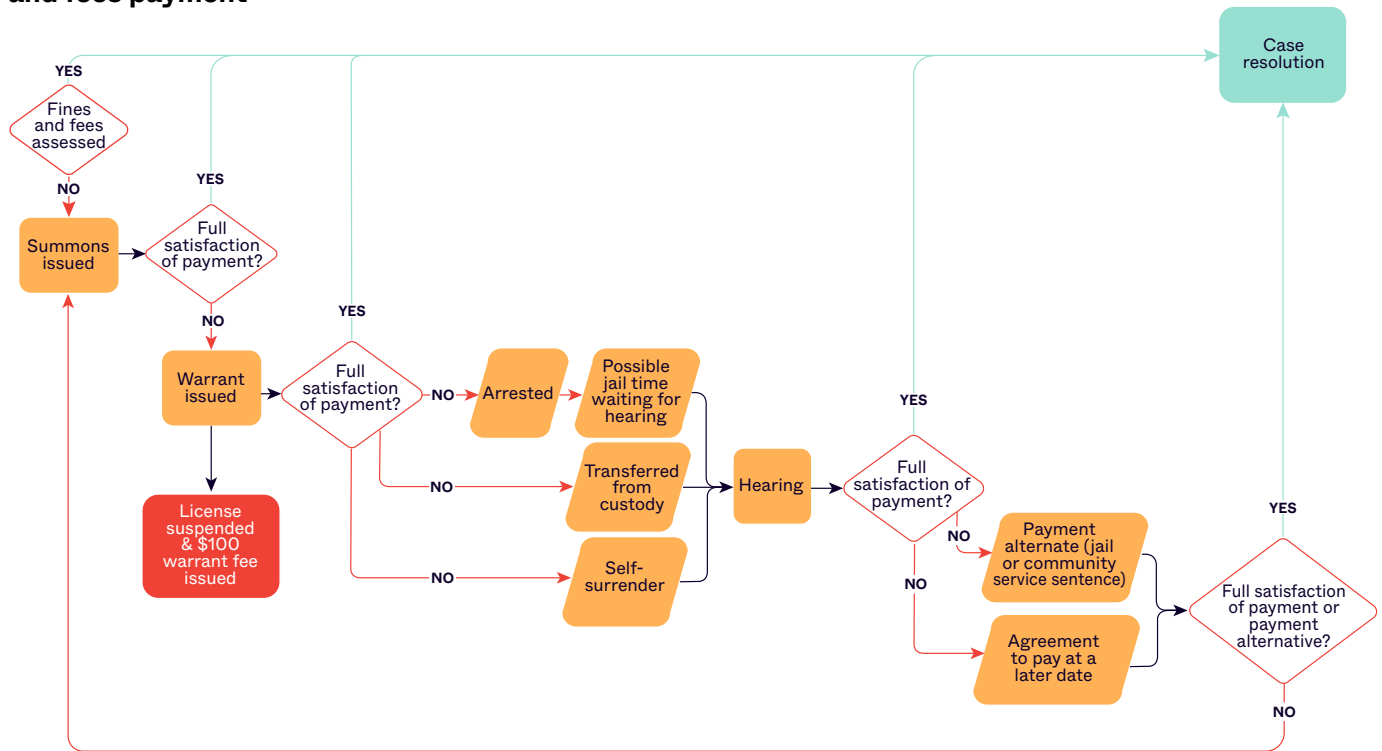 and fees payment
Case
resolution
YES
Fines
and fees
assessed
NO
Summons
issued
YES
Full
satisfaction
of payment?
NO
Warrant
issued
License
suspended
& $100
warrant fee
issued
YES
Full
satisfaction
of payment?
NO
Arrested
Possible
jail time
waiting for
hearing
NO
Transferred
from
custody
NO
Self-
surrender
Hearing
YES
Full
satisfaction of
payment?
NO
Payment
alternate (jail
or community
service sentence)
NO
Agreement
to pay at a
later date
YES
Full satisfaction
of payment or
payment
alternative?
NO